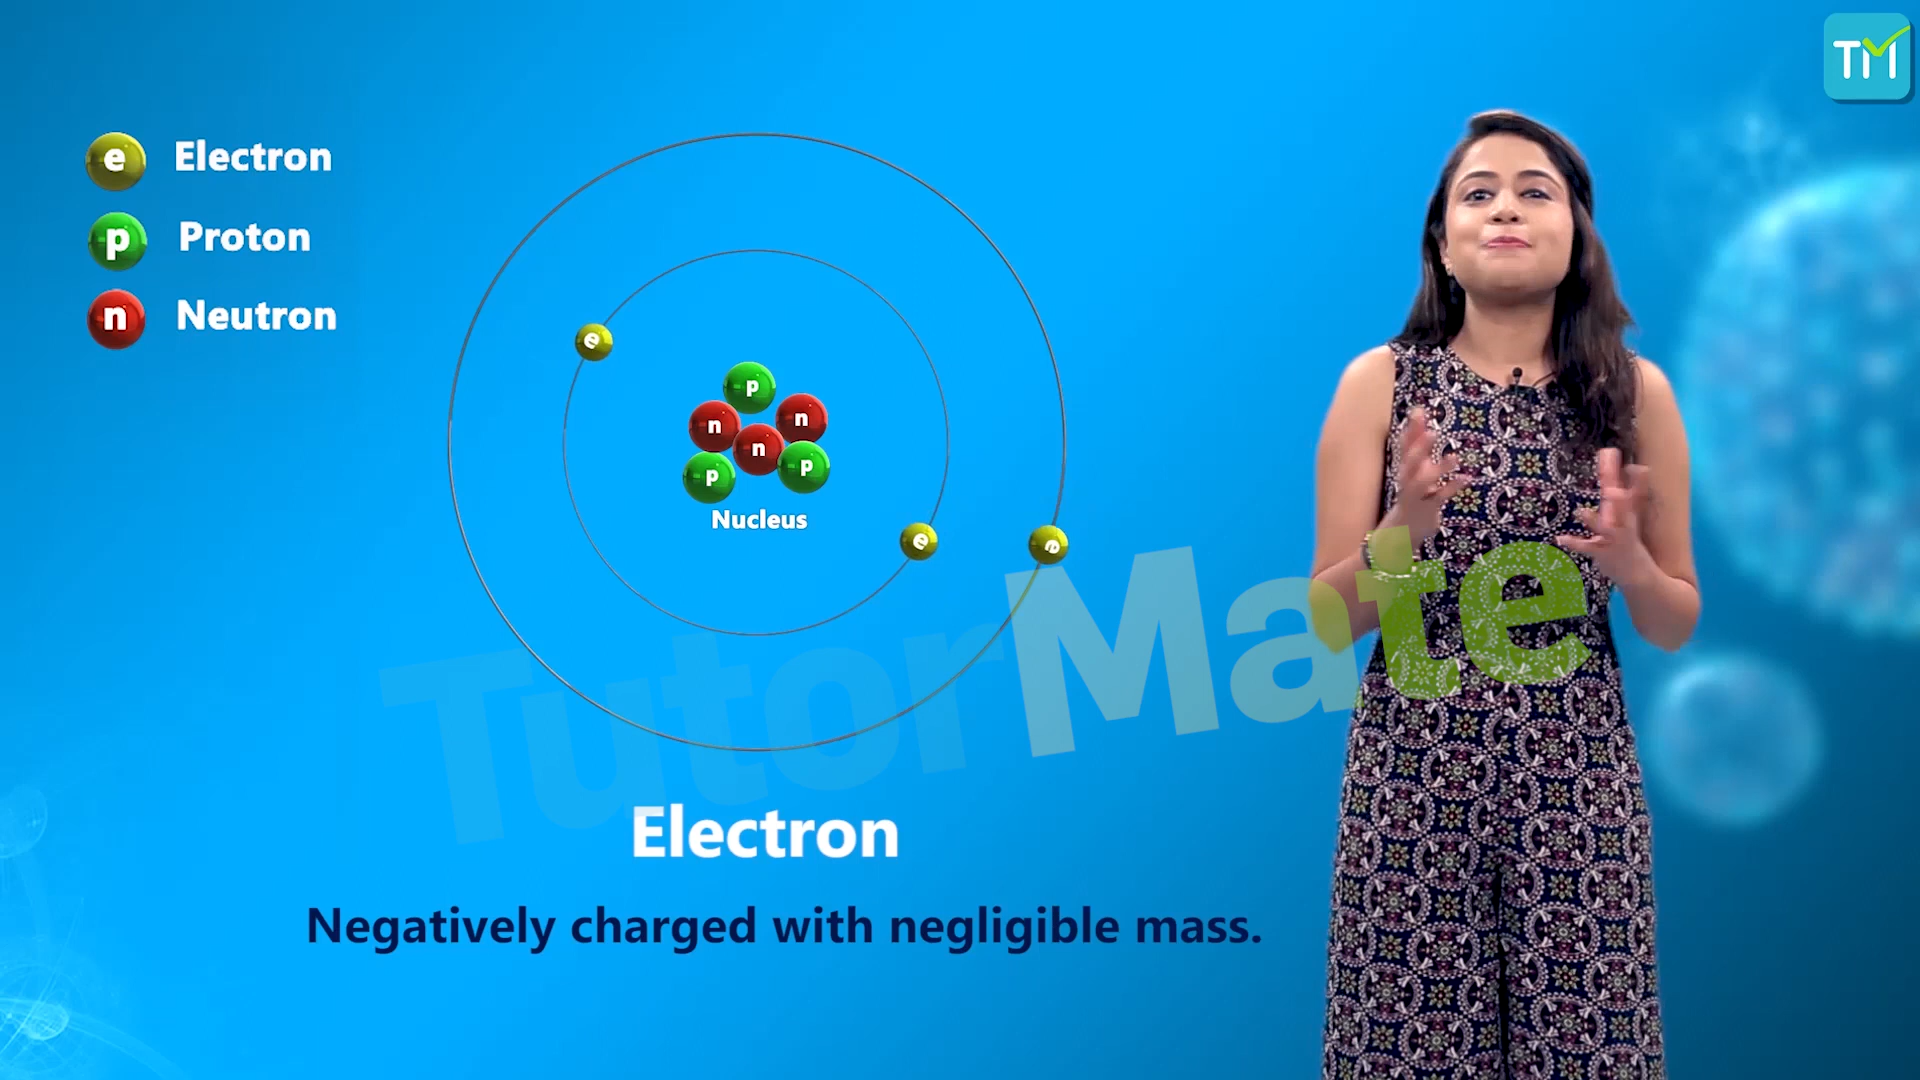 TM
e Electron
p Proton
n Neutron
e
p
n n
n
p p
Nucleus
e e
TutorMate
Electron
Negatively charged with negligible mass.